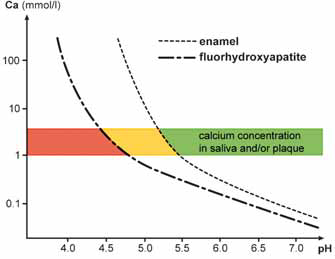 Ca (mmol/l)
enamel
fluorhydroxyapatite
100
10
calcium concentration
in saliva and/or plaque
1
0.1
4.0 4.5 5.0 5.5 6.0 6.5 7.0 pH